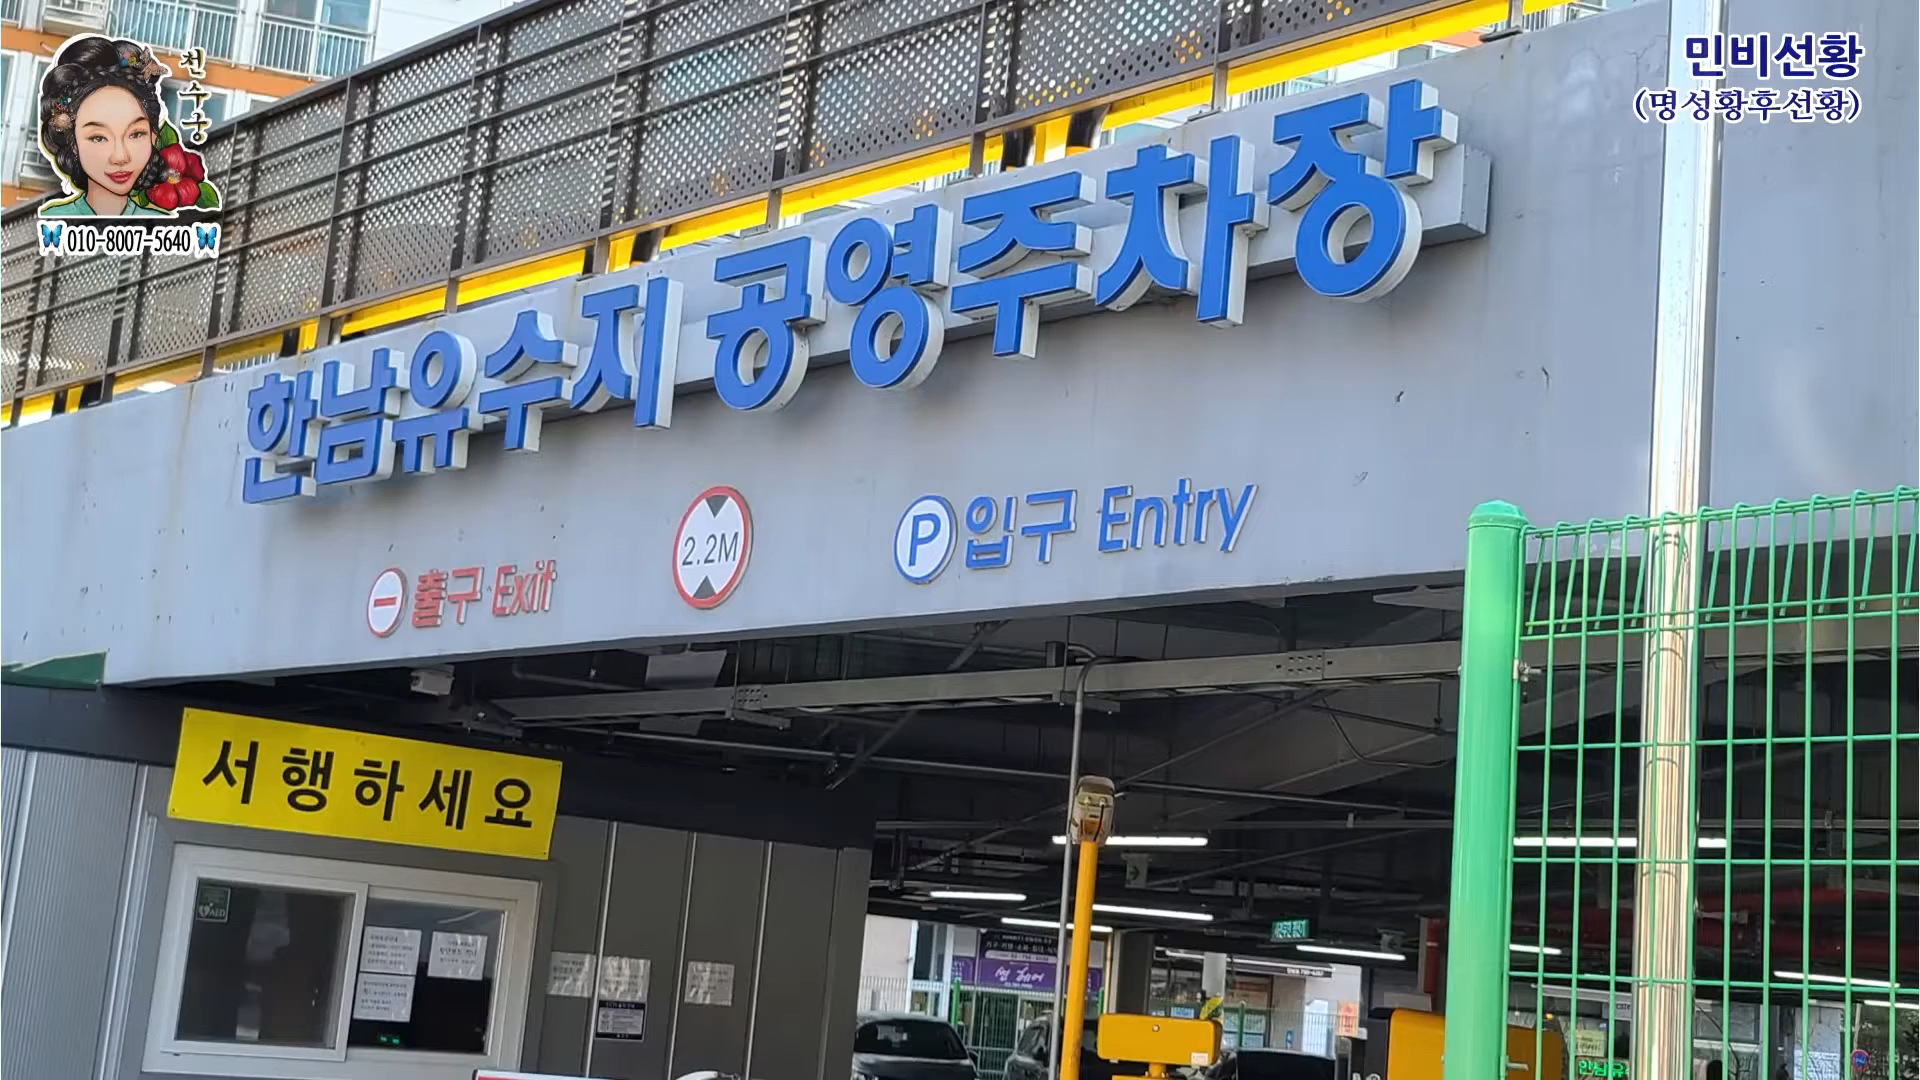 천수궁
010-8007-5640
민비선황
(명성황후선황)
한남유수지 공영주차장
출구 Exit
2.2M
P 입구 Entry
서행하세요
AED